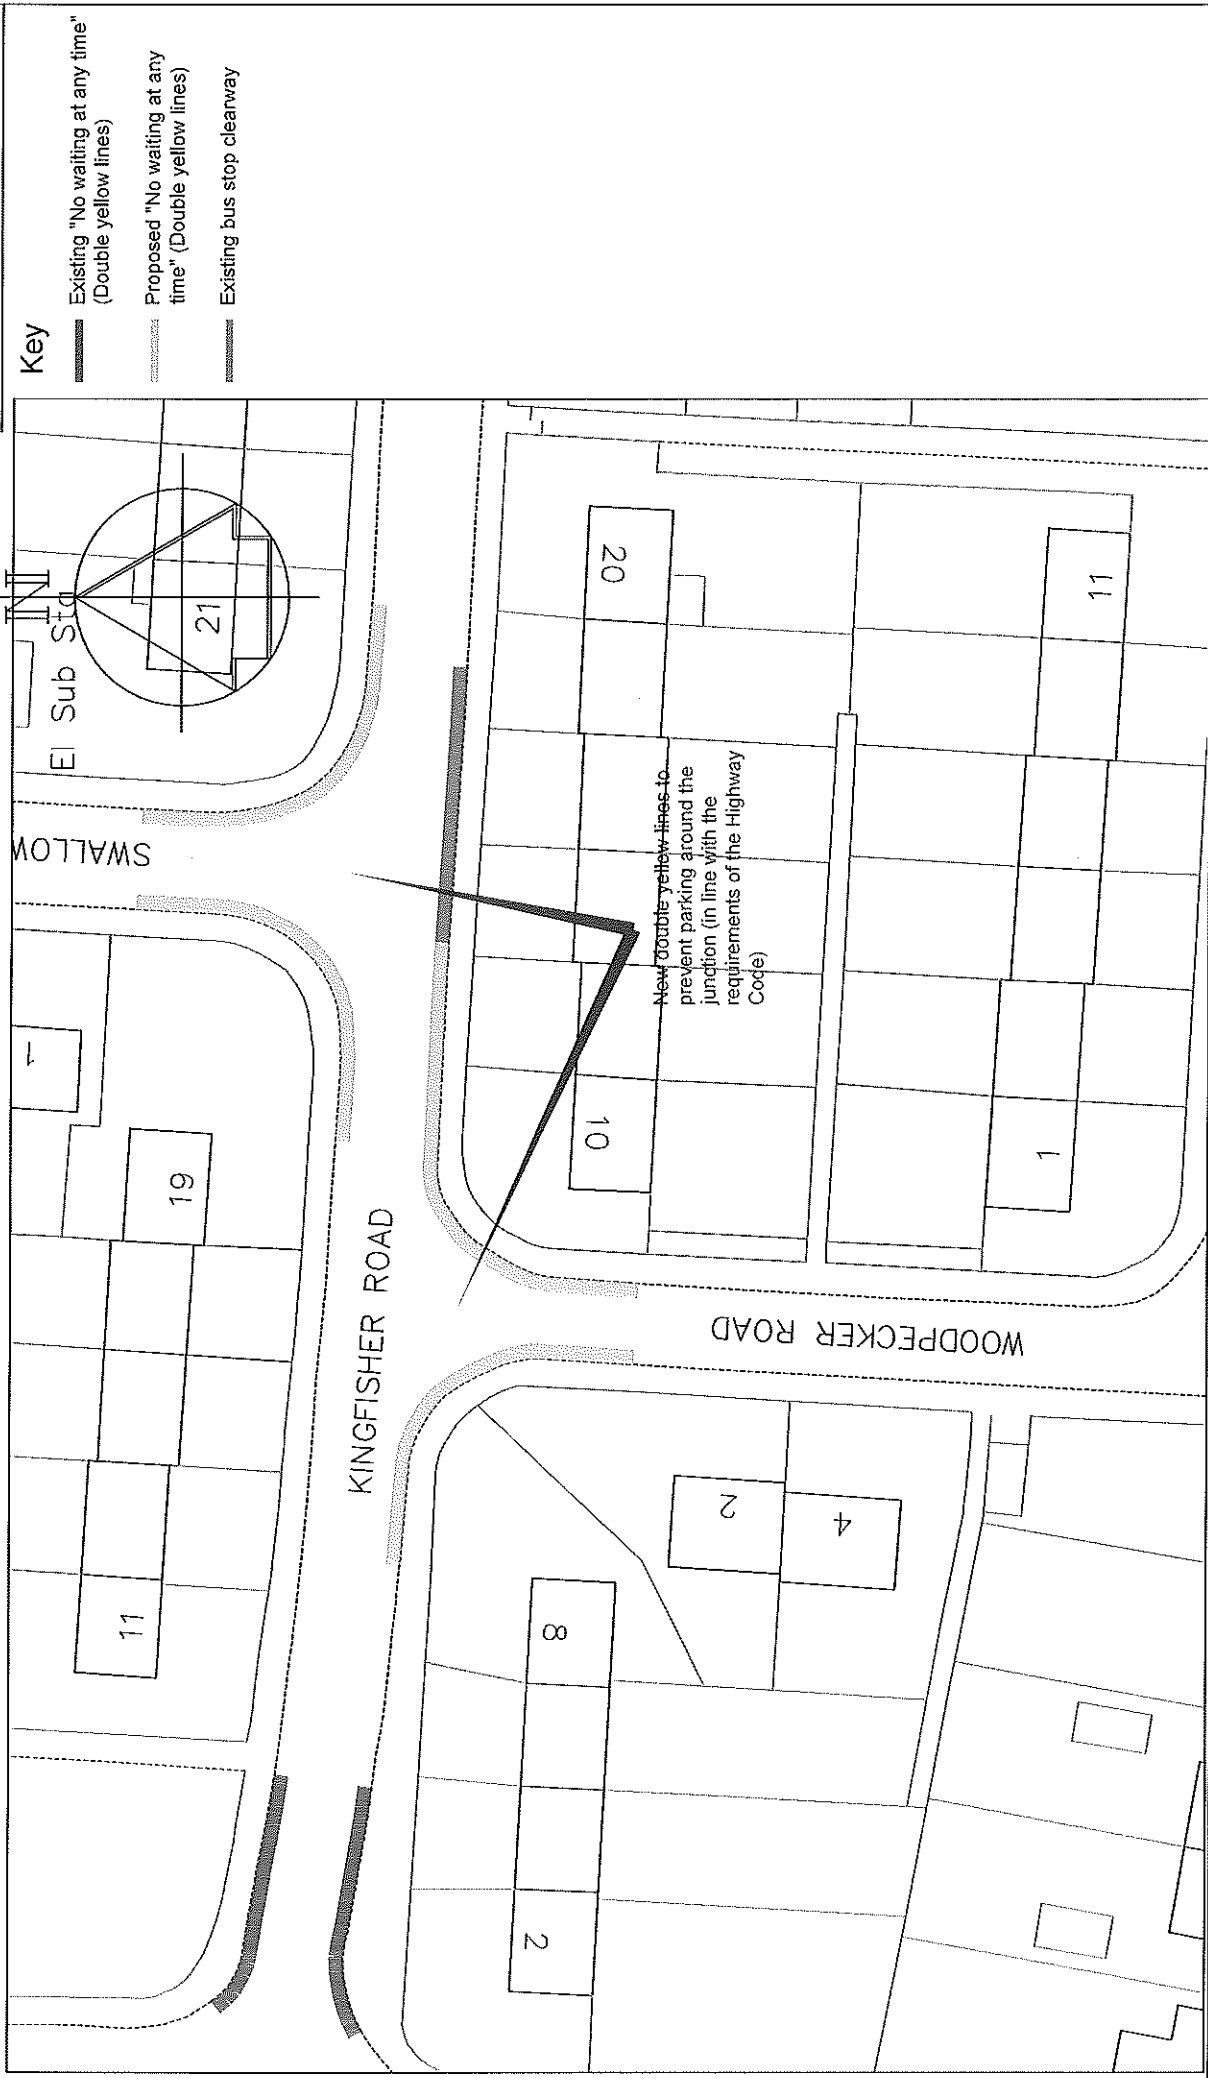 Key
Existing "No waiting at any time"
(Double yellow lines)
Proposed "No waiting at any
time" (Double yellow lines)
Existing bus stop clearway
N
El Sub Sta
21
SWALLOW
1
19
11
KINGFISHER ROAD
20
10
New double yellow lines to
prevent parking around the
junction (in line with the
requirements of the Highway
Code)
11
1
WOODPECKER ROAD
2
4
8
2